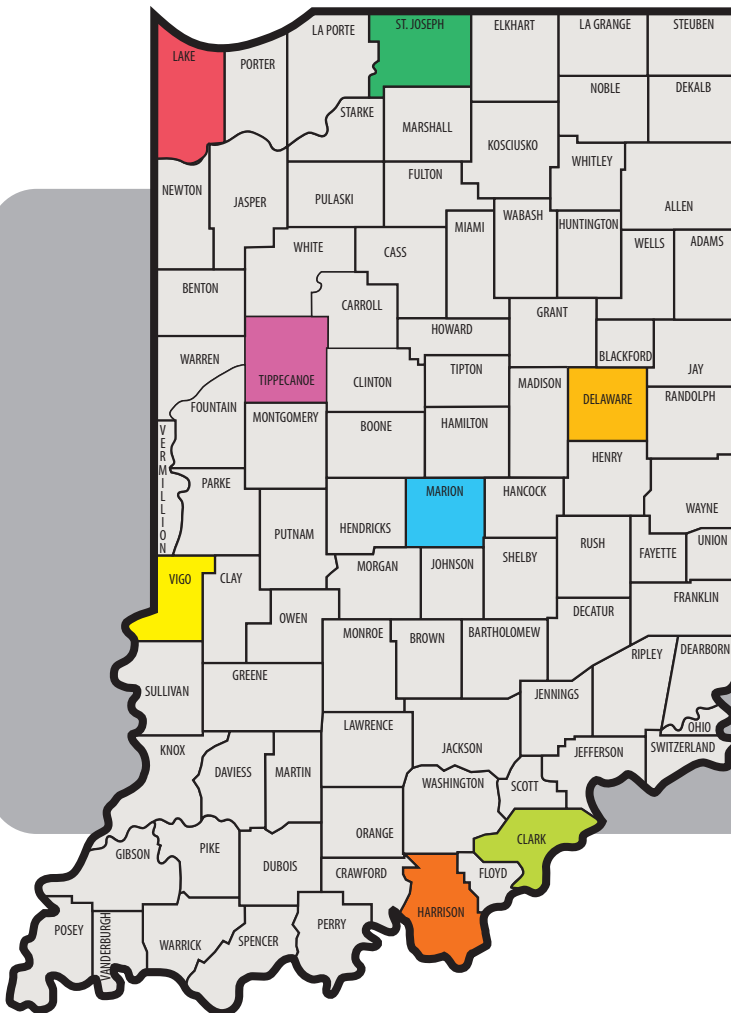 LAKE
PORTER
LA PORTE
ST. JOSEPH
ELKHART
LA GRANGE
STEUBEN
NOBLE
DEKALB
STARKE
MARSHALL
KOSCIUSKO
WHITLEY
NEWTON
JASPER
PULASKI
FULTON
ALLEN
MIAMI
WABASH
HUNTINGTON
WELLS
ADAMS
WHITE
CASS
BENTON
CARROLL
GRANT
HOWARD
BLACKFORD
JAY
WARREN
TIPPECANOE
CLINTON
TIPTON
MADISON
DELAWARE
RANDOLPH
FOUNTAIN
MONTGOMERY
BOONE
HAMILTON
HENRY
VERMILLION
PARKE
MARION
HANCOCK
WAYNE
PUTNAM
HENDRICKS
RUSH
FAYETTE
UNION
VIGO
CLAY
MORGAN
JOHNSON
SHELBY
FRANKLIN
OWEN
DECATUR
MONROE
BROWN
BARTHOLOMEW
RIPLEY
DEARBORN
SULLIVAN
GREENE
JENNINGS
LAWRENCE
JACKSON
OHIO
SWITZERLAND
KNOX
JEFFERSON
DAVIESS
MARTIN
WASHINGTON
SCOTT
ORANGE
CLARK
GIBSON
PIKE
DUBOIS
CRAWFORD
FLOYD
HARRISON
POSEY
VANDERBURGH
WARRICK
SPENCER
PERRY